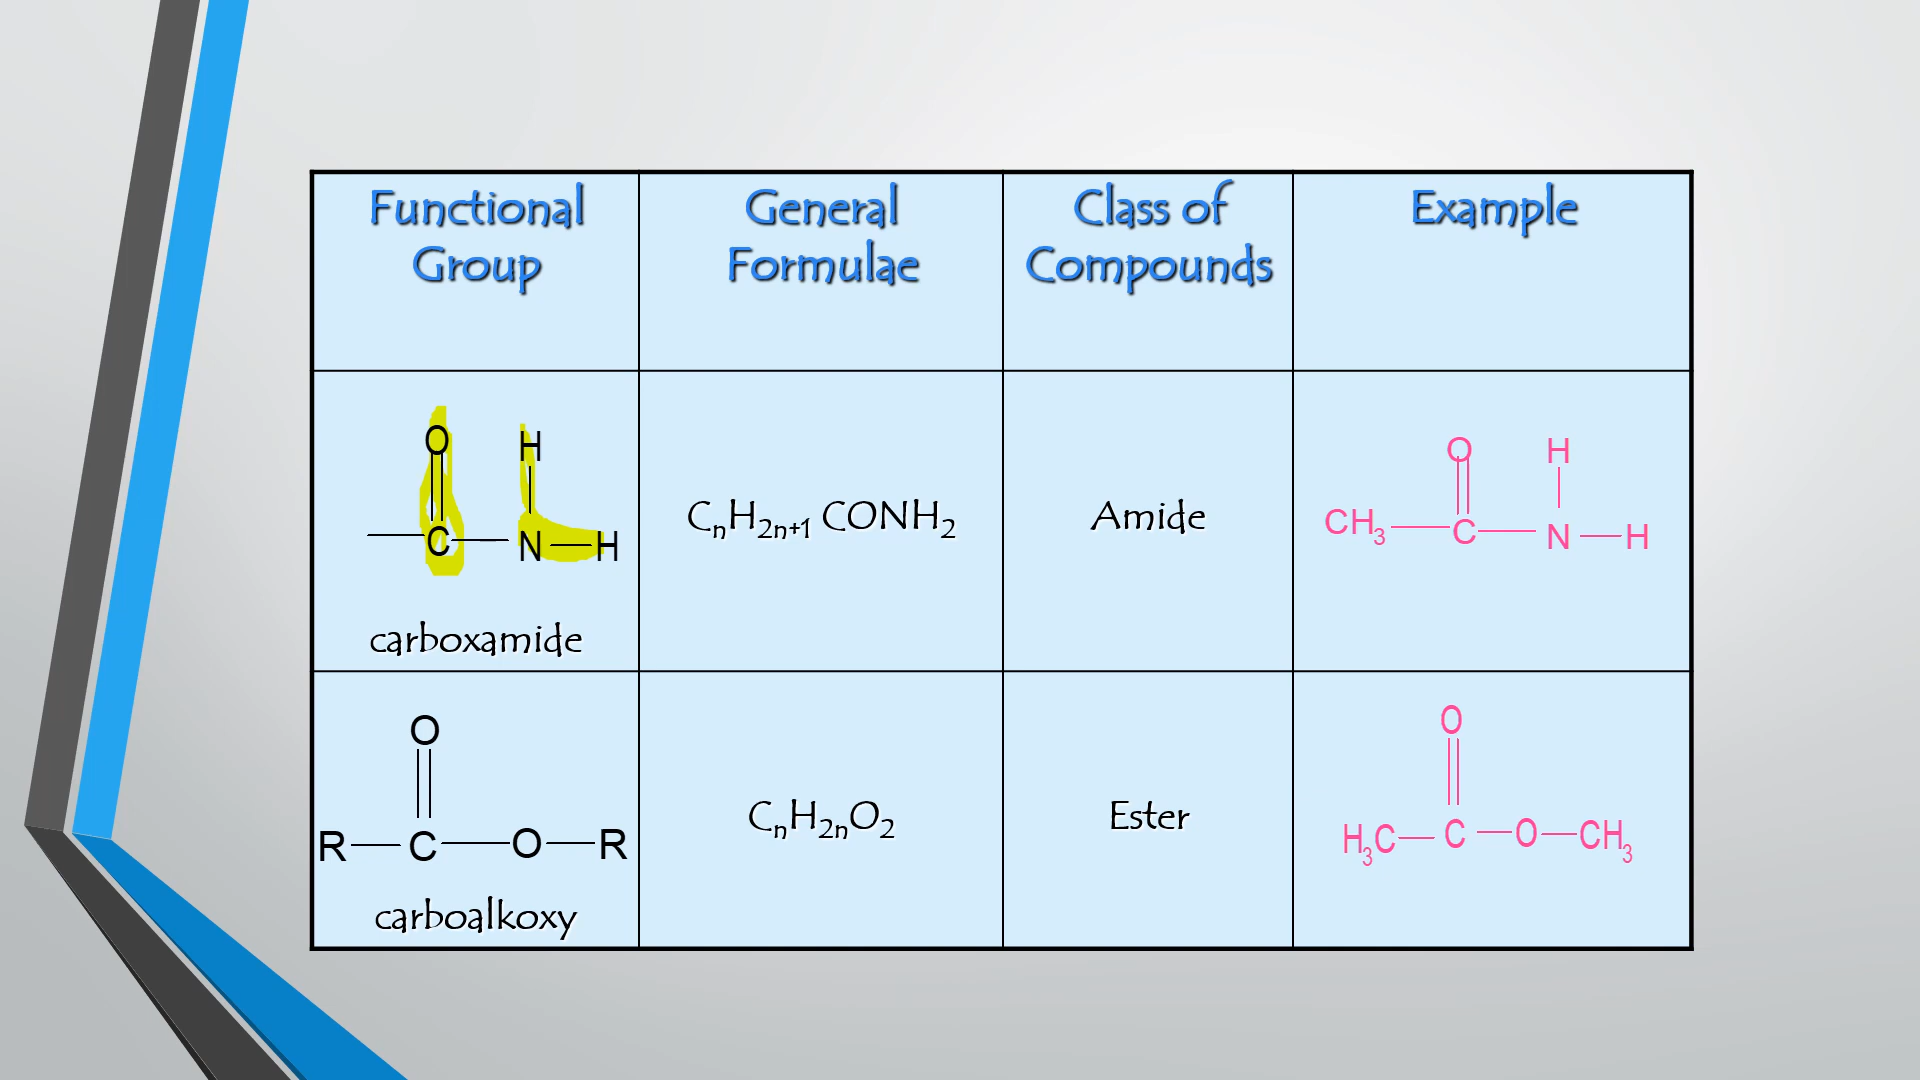 Functional
Group
General
Formulae
Class of
Compounds
Example
O
H
C
N
H
carboxamide
CₙH₂ₙ₊₁ CONH₂
Amide
O
H
CH₃
C
N
H
O
R
C
O
R
carboalkoxy
CₙH₂ₙO₂
Ester
O
H₃C
C
O
CH₃